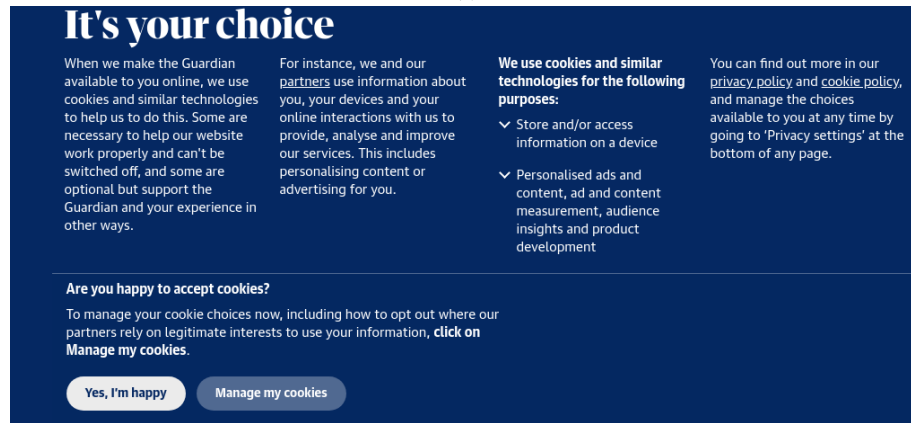 It's your choice
When we make the Guardian
available to you online, we use
cookies and similar technologies
to help us to do this. Some are
necessary to help our website
work properly and can't be
switched off, and some are
optional but support the
Guardian and your experience in
other ways.
For instance, we and our
partners use information about
you, your devices and your
online interactions with us to
provide, analyse and improve
our services. This includes
personalising content or
advertising for you.
We use cookies and similar
technologies for the following
purposes:
Store and/or access
information on a device
Personalised ads and
content, ad and content
measurement, audience
insights and product
development
You can find out more in our
privacy policy and cookie policy,
and manage the choices
available to you at any time by
going to 'Privacy settings' at the
bottom of any page.
Are you happy to accept cookies?
To manage your cookie choices now, including how to opt out where our
partners rely on legitimate interests to use your information, click on
Manage my cookies.
Yes, I'm happy
Manage my cookies